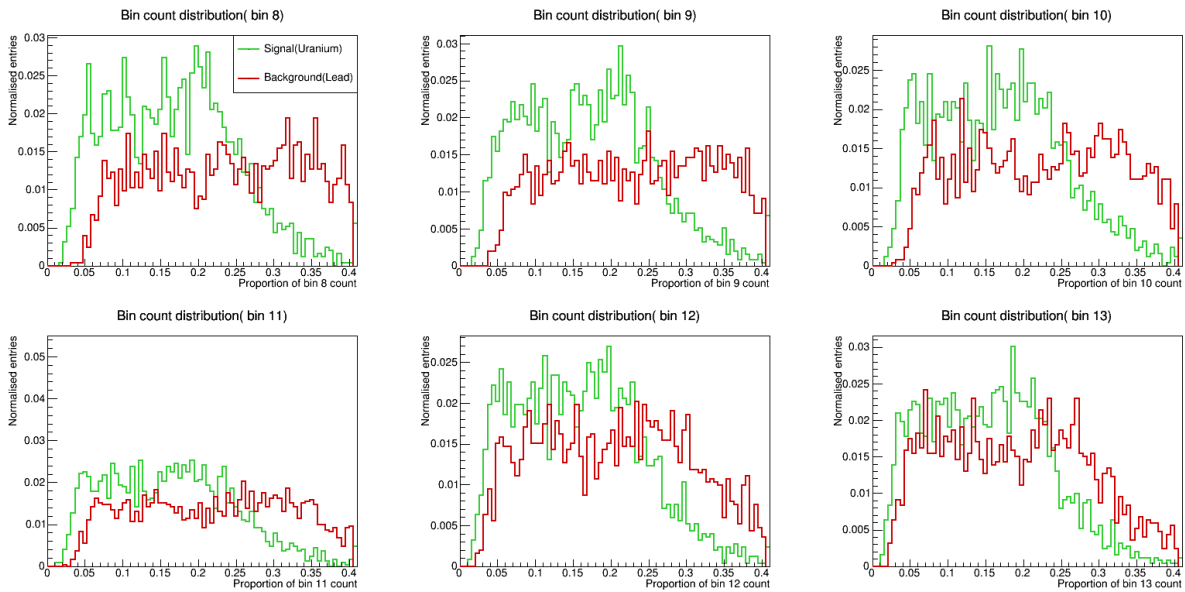 Bin count distribution( bin 8)
Normalised entries
0.03
0.025
0.02
0.015
0.01
0.005
0
Signal(Uranium)
Background(Lead)
0 0.05 0.1 0.15 0.2 0.25 0.3 0.35 0.4
Proportion of bin 8 count
Bin count distribution( bin 9)
Normalised entries
0.03
0.025
0.02
0.015
0.01
0.005
0
0 0.05 0.1 0.15 0.2 0.25 0.3 0.35 0.4
Proportion of bin 9 count
Bin count distribution( bin 10)
Normalised entries
0.025
0.02
0.015
0.01
0.005
0
0 0.05 0.1 0.15 0.2 0.25 0.3 0.35 0.4
Proportion of bin 10 count
Bin count distribution( bin 11)
Normalised entries
0.05
0.04
0.03
0.02
0.01
0
0 0.05 0.1 0.15 0.2 0.25 0.3 0.35 0.4
Proportion of bin 11 count
Bin count distribution( bin 12)
Normalised entries
0.025
0.02
0.015
0.01
0.005
0
0 0.05 0.1 0.15 0.2 0.25 0.3 0.35 0.4
Proportion of bin 12 count
Bin count distribution( bin 13)
Normalised entries
0.03
0.025
0.02
0.015
0.01
0.005
0
0 0.05 0.1 0.15 0.2 0.25 0.3 0.35 0.4
Proportion of bin 13 count